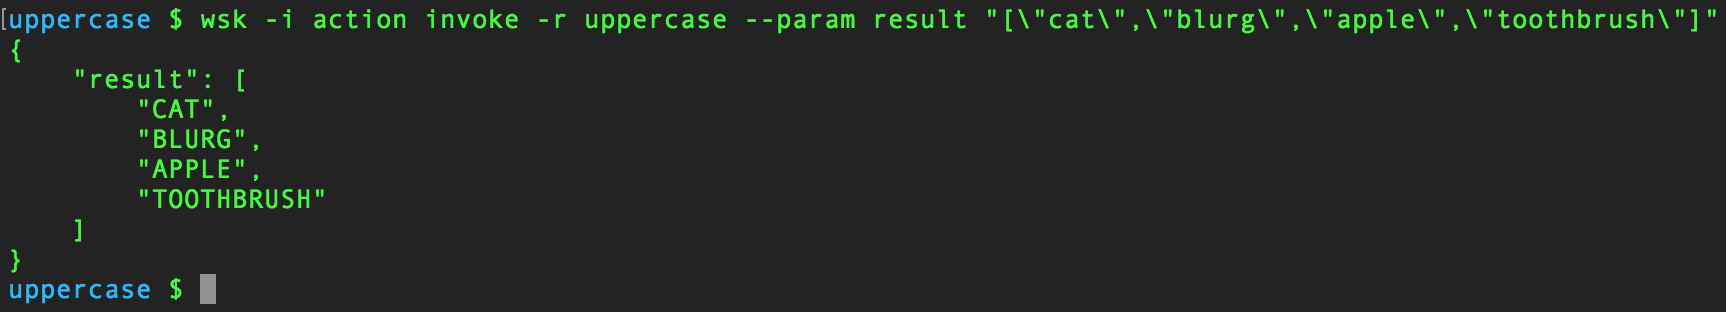 [uppercase $ wsk -i action invoke -r uppercase --param result "[\"cat\",\"blurg\",\"apple\",\"toothbrush\"]"
{
    "result": [
        "CAT",
        "BLURG",
        "APPLE",
        "TOOTHBRUSH"
    ]
}
uppercase $